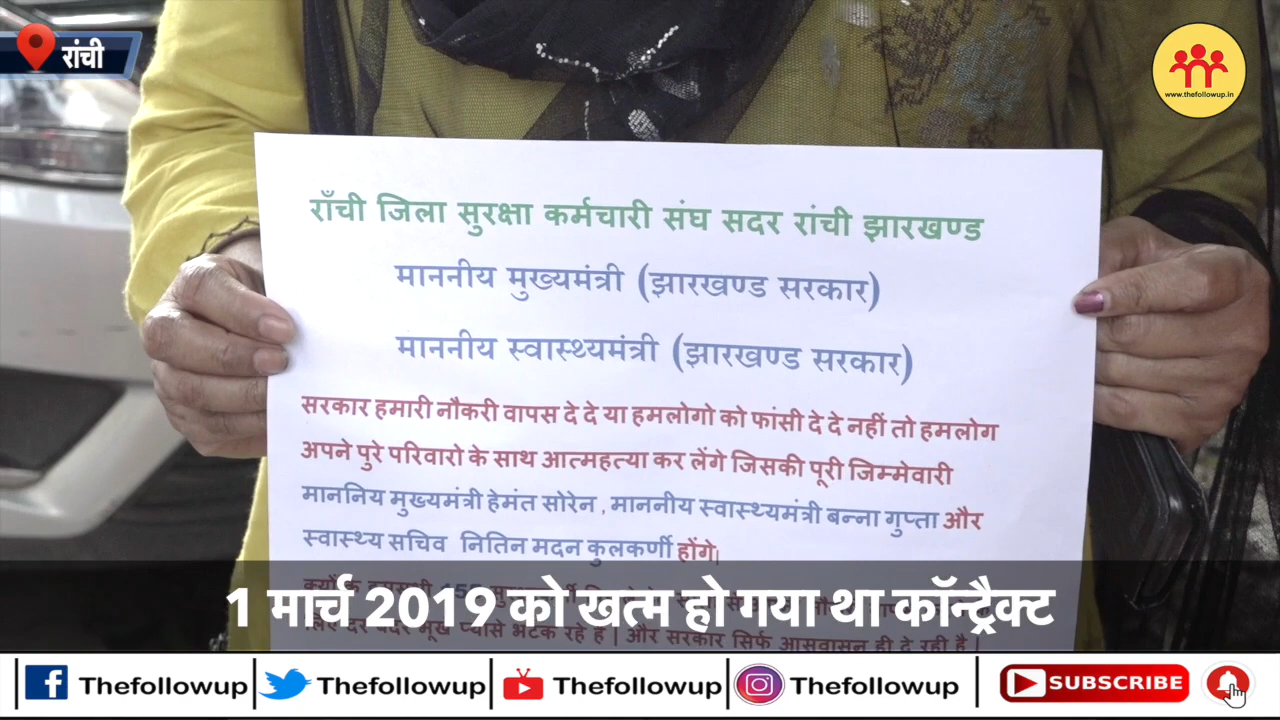 रांची
www.thefollowup.in
राँची जिला सुरक्षा कर्मचारी संघ सदर रांची झारखण्ड
माननीय मुख्यमंत्री (झारखण्ड सरकार)
माननीय स्वास्थ्यमंत्री (झारखण्ड सरकार)
सरकार हमारी नौकरी वापस दे दे या हमलोगो को फांसी दे दे नहीं तो हमलोग
अपने पुरे परिवारो के साथ आत्महत्या कर लेंगे जिसकी पूरी जिम्मेवारी
माननिय मुख्यमंत्री हेमंत सोरेन , माननीय स्वास्थ्यमंत्री बन्ना गुप्ता और
स्वास्थ्य सचिव नितिन मदन कुलकर्णी होंगे|
1 मार्च 2019 को खत्म हो गया था कॉन्ट्रैक्ट
भटक रहे है | और सरकार सिर्फ आसवासन ही दे रही है |
Thefollowup
Thefollowup
Thefollowup
Thefollowup
SUBSCRIBE